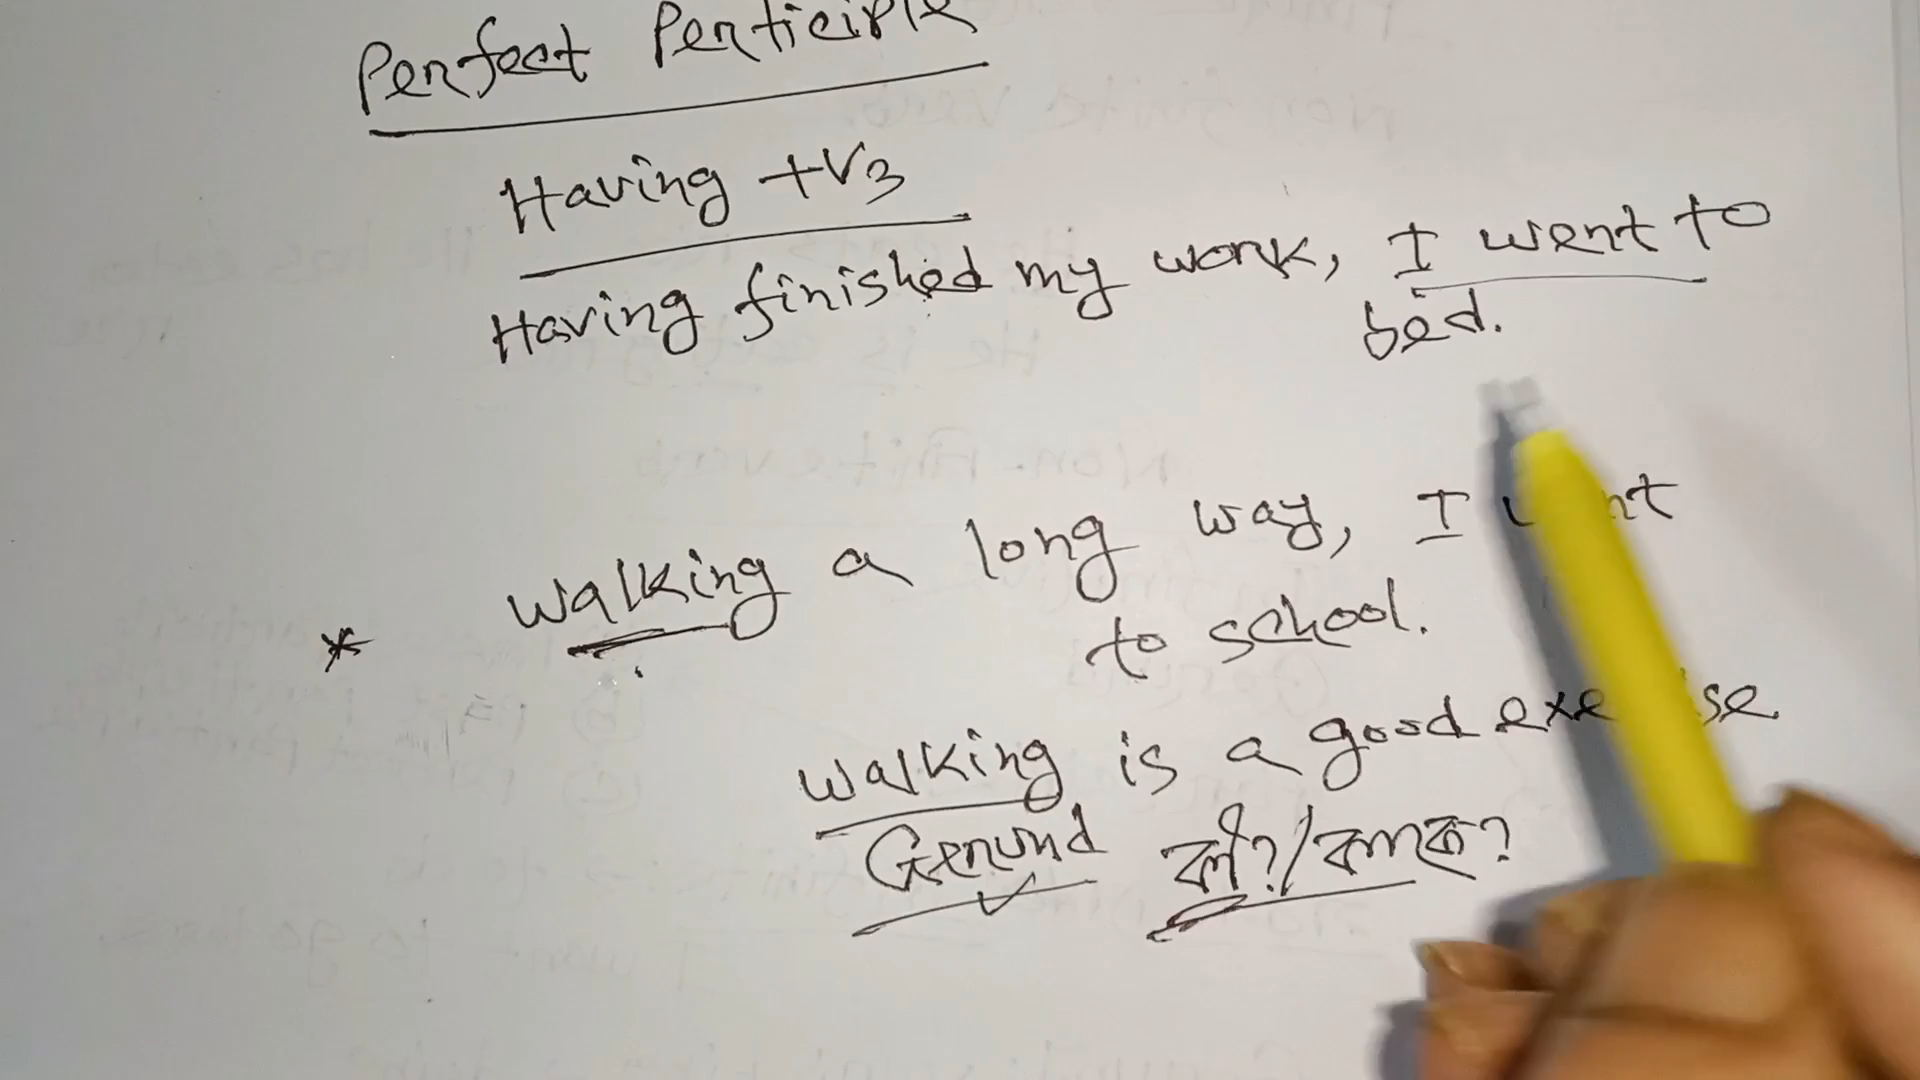 Perfect Perticiple
Having +V3
Having finished my work, I went to
bed.
* walking a long way, I
to school.
walking is a good
Gerund কী?/কাকে?